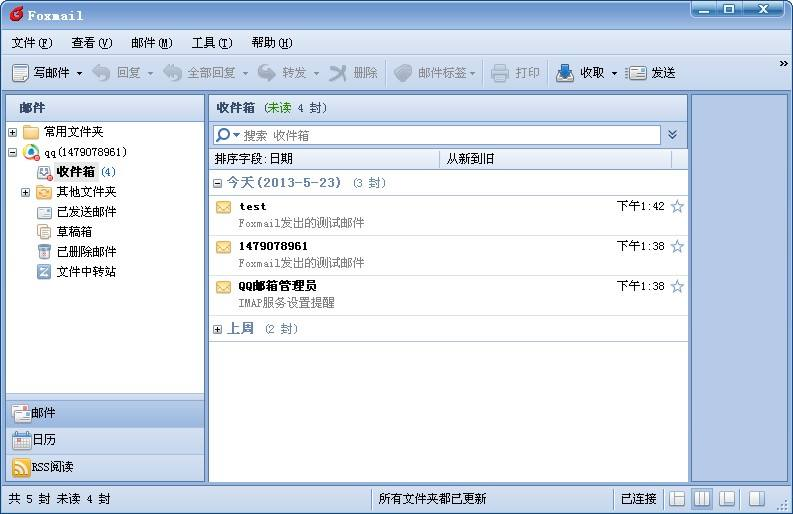 Foxmail
文件(F) 查看(V) 邮件(M) 工具(T) 帮助(H)
写邮件 回复 全部回复 转发 删除 邮件标签 打印 收取 发送 »
邮件
常用文件夹
qq(1479078961)
收件箱 (4)
其他文件夹
已发送邮件
草稿箱
已删除邮件
文件中转站
邮件
日历
RSS阅读
收件箱 (未读 4 封)
搜索 收件箱
排序字段:日期 从新到旧
今天(2013-5-23) (3 封)
test 下午1:42
Foxmail发出的测试邮件
1479078961 下午1:38
Foxmail发出的测试邮件
QQ邮箱管理员 下午1:38
IMAP服务设置提醒
上周 (2 封)
共 5 封 未读 4 封 所有文件夹都已更新 已连接